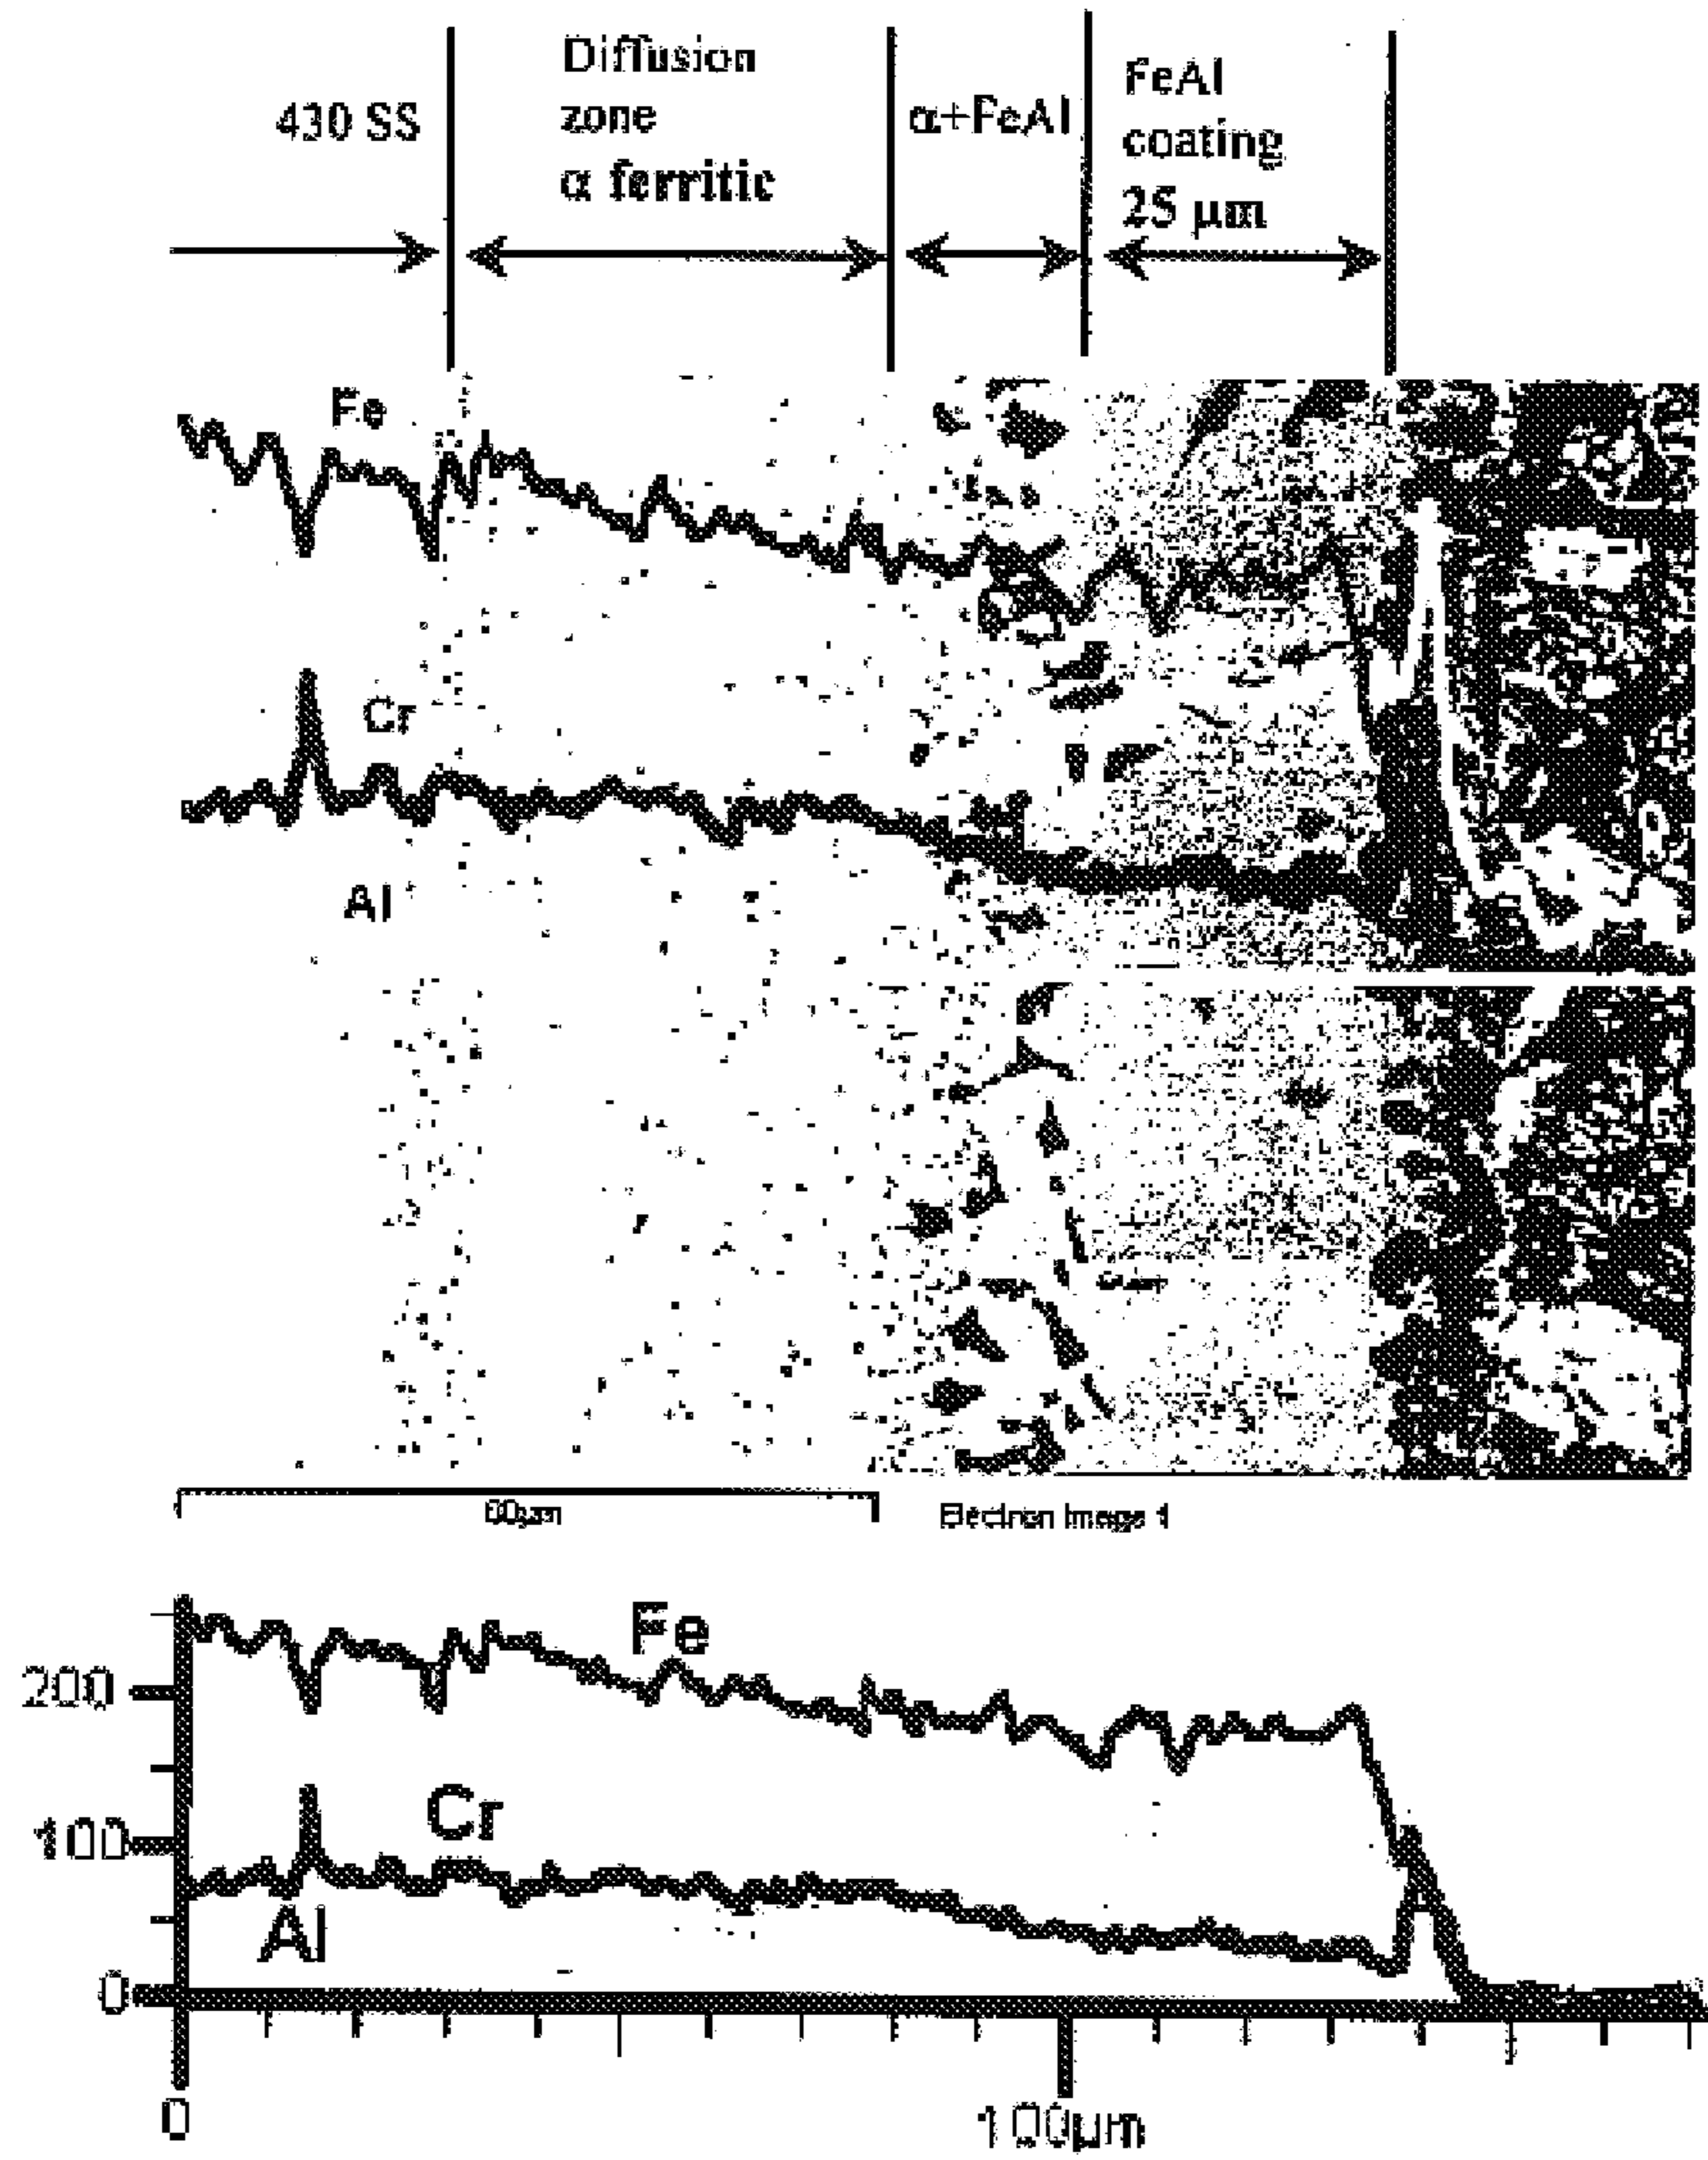 430 SS
Diffusion
zone
α ferritic
α+FeAl
FeAl
coating
25 μm
Fe
Cr
Al
60μm
Electron Image 1
Fe
200
Cr
100
Al
0
0
100μm